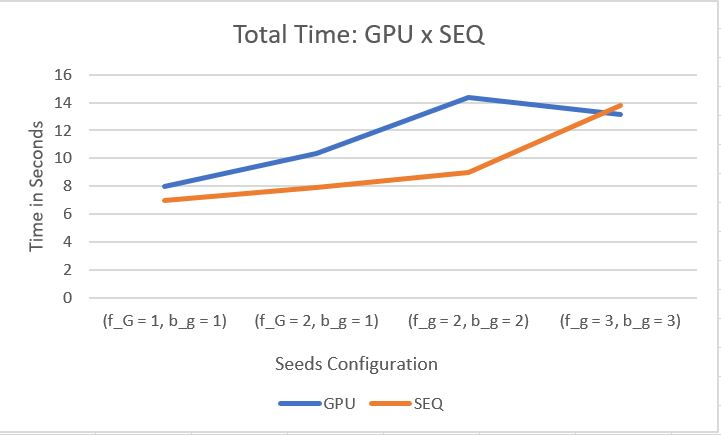 Total Time: GPU x SEQ
16
14
12
10
8
6
4
2
0
Time in Seconds
(f_G = 1, b_g = 1) (f_G = 2, b_g = 1) (f_g = 2, b_g = 2) (f_g = 3, b_g = 3)
Seeds Configuration
GPU SEQ